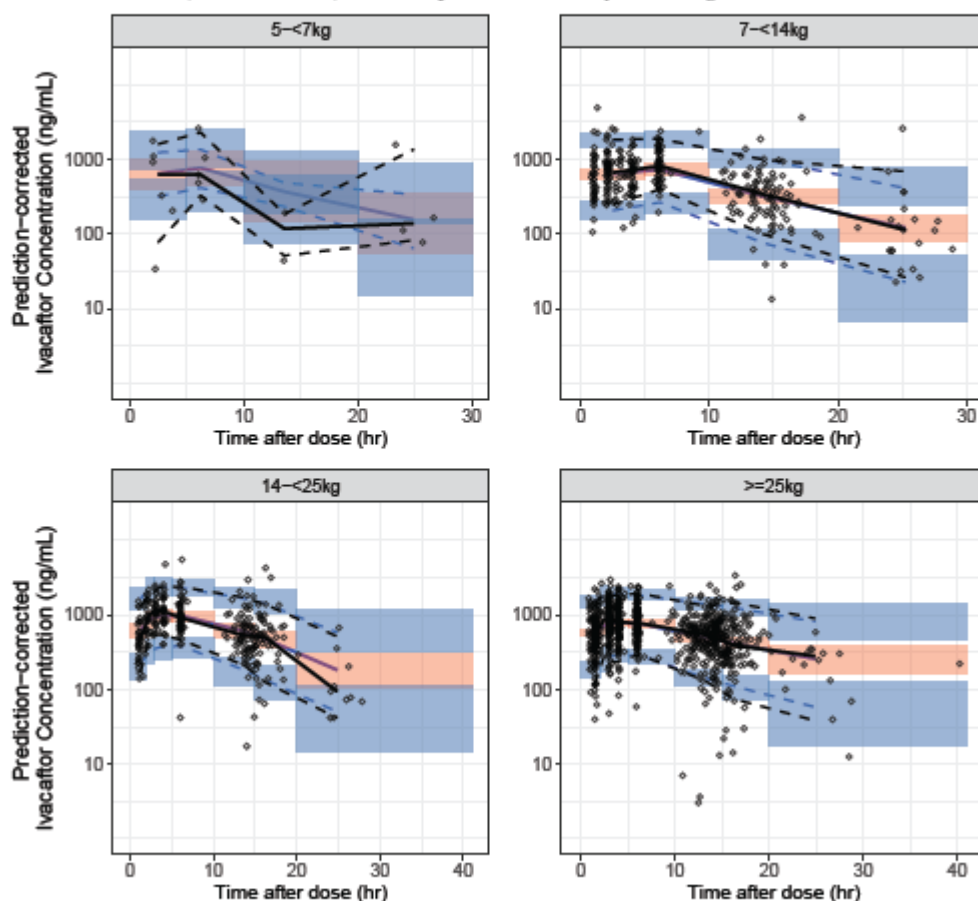 5−<7kg
7−<14kg
Prediction−corrected
Ivacaftor Concentration (ng/mL)
1000
100
10
1000
100
10
0 10 20 30
0 10 20 30
Time after dose (hr)
Time after dose (hr)
14−<25kg
>=25kg
Prediction−corrected
Ivacaftor Concentration (ng/mL)
1000
100
10
1000
100
10
0 10 20 30 40
0 10 20 30 40
Time after dose (hr)
Time after dose (hr)